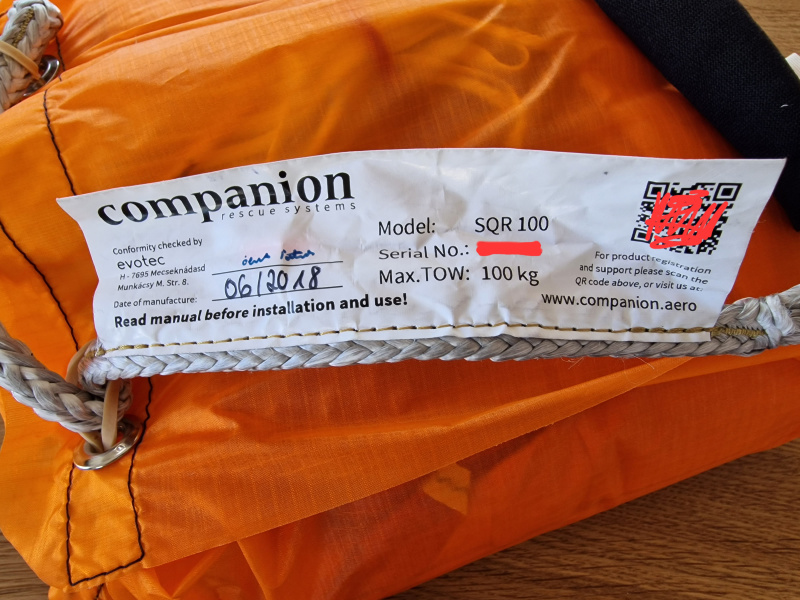 companion
rescue systems
Conformity checked by
evotec
H - 7695 Mecseknádasd
Munkácsy M. Str. 8.
Date of manufacture: 06/2018
Read manual before installation and use!
Model: SQR 100
Serial No.:
Max.TOW: 100 kg
For product registration
and support please scan the
QR code above, or visit us at:
www.companion.aero